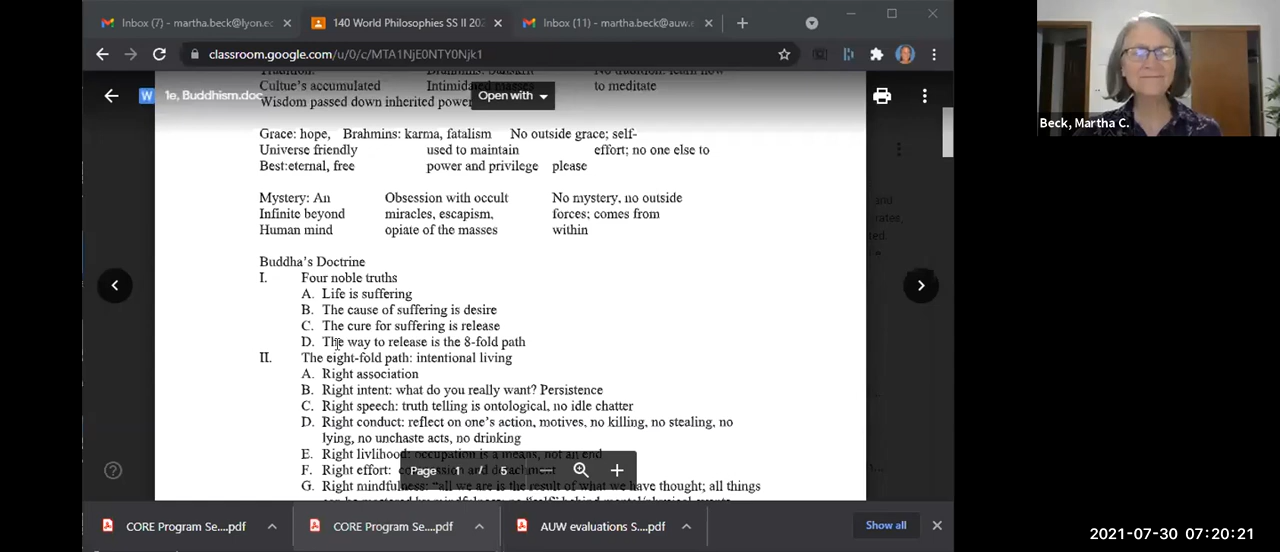 Inbox (7) - martha.beck@lyon.ec
140 World Philosophies SS II 202
Inbox (11) - martha.beck@auw.
classroom.google.com/u/0/c/MTA1NjE0NTY0Njk1
1e, Buddhism.doc
Open with
Cultue's accumulated Brahmins: to meditate
Wisdom passed down inherited power
Grace: hope, Brahmins: karma, fatalism No outside grace; self-
Universe friendly used to maintain effort; no one else to
Best:eternal, free power and privilege please
Mystery: An Obsession with occult No mystery, no outside
Infinite beyond miracles, escapism, forces; comes from
Human mind opiate of the masses within
Buddha's Doctrine
I. Four noble truths
A. Life is suffering
B. The cause of suffering is desire
C. The cure for suffering is release
D. The way to release is the 8-fold path
II. The eight-fold path: intentional living
A. Right association
B. Right intent: what do you really want? Persistence
C. Right speech: truth telling is ontological, no idle chatter
D. Right conduct: reflect on one's action, motives, no killing, no stealing, no
lying, no unchaste acts, no drinking
E. Right livlihood: occupation is a means, not an end
F. Right effort:
G. Right mindfulness: "all we are is the result of what we have thought; all things
Page 1 / 5
CORE Program Se....pdf
CORE Program Se....pdf
AUW evaluations S....pdf
Show all
Beck, Martha C.
2021-07-30 07:20:21